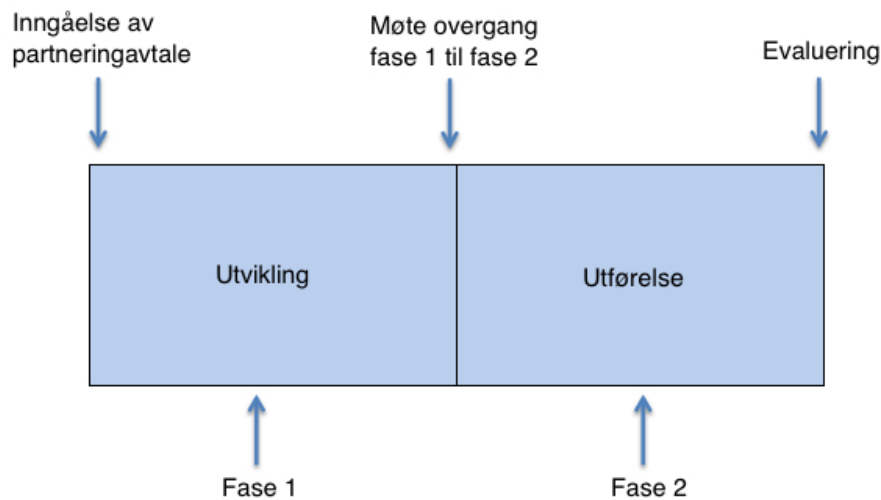 Inngåelse av
partneringavtale
Møte overgang
fase 1 til fase 2
Evaluering
Utvikling
Utførelse
Fase 1
Fase 2